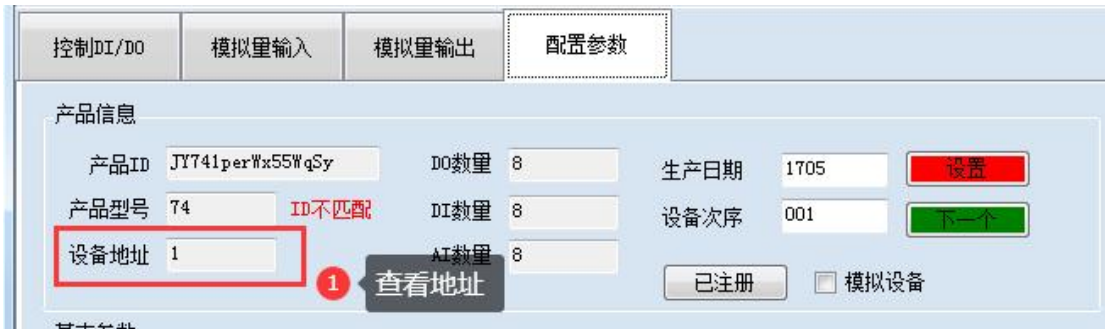 控制DI/DO 模拟量输入 模拟量输出 配置参数
产品信息
产品ID JY741perWx55WqSy DO数量 8 生产日期 1705 设置
产品型号 74 ID不匹配 DI数量 8 设备次序 001 下一个
设备地址 1 AI数量 8
1 查看地址 已注册 模拟设备
基本参数